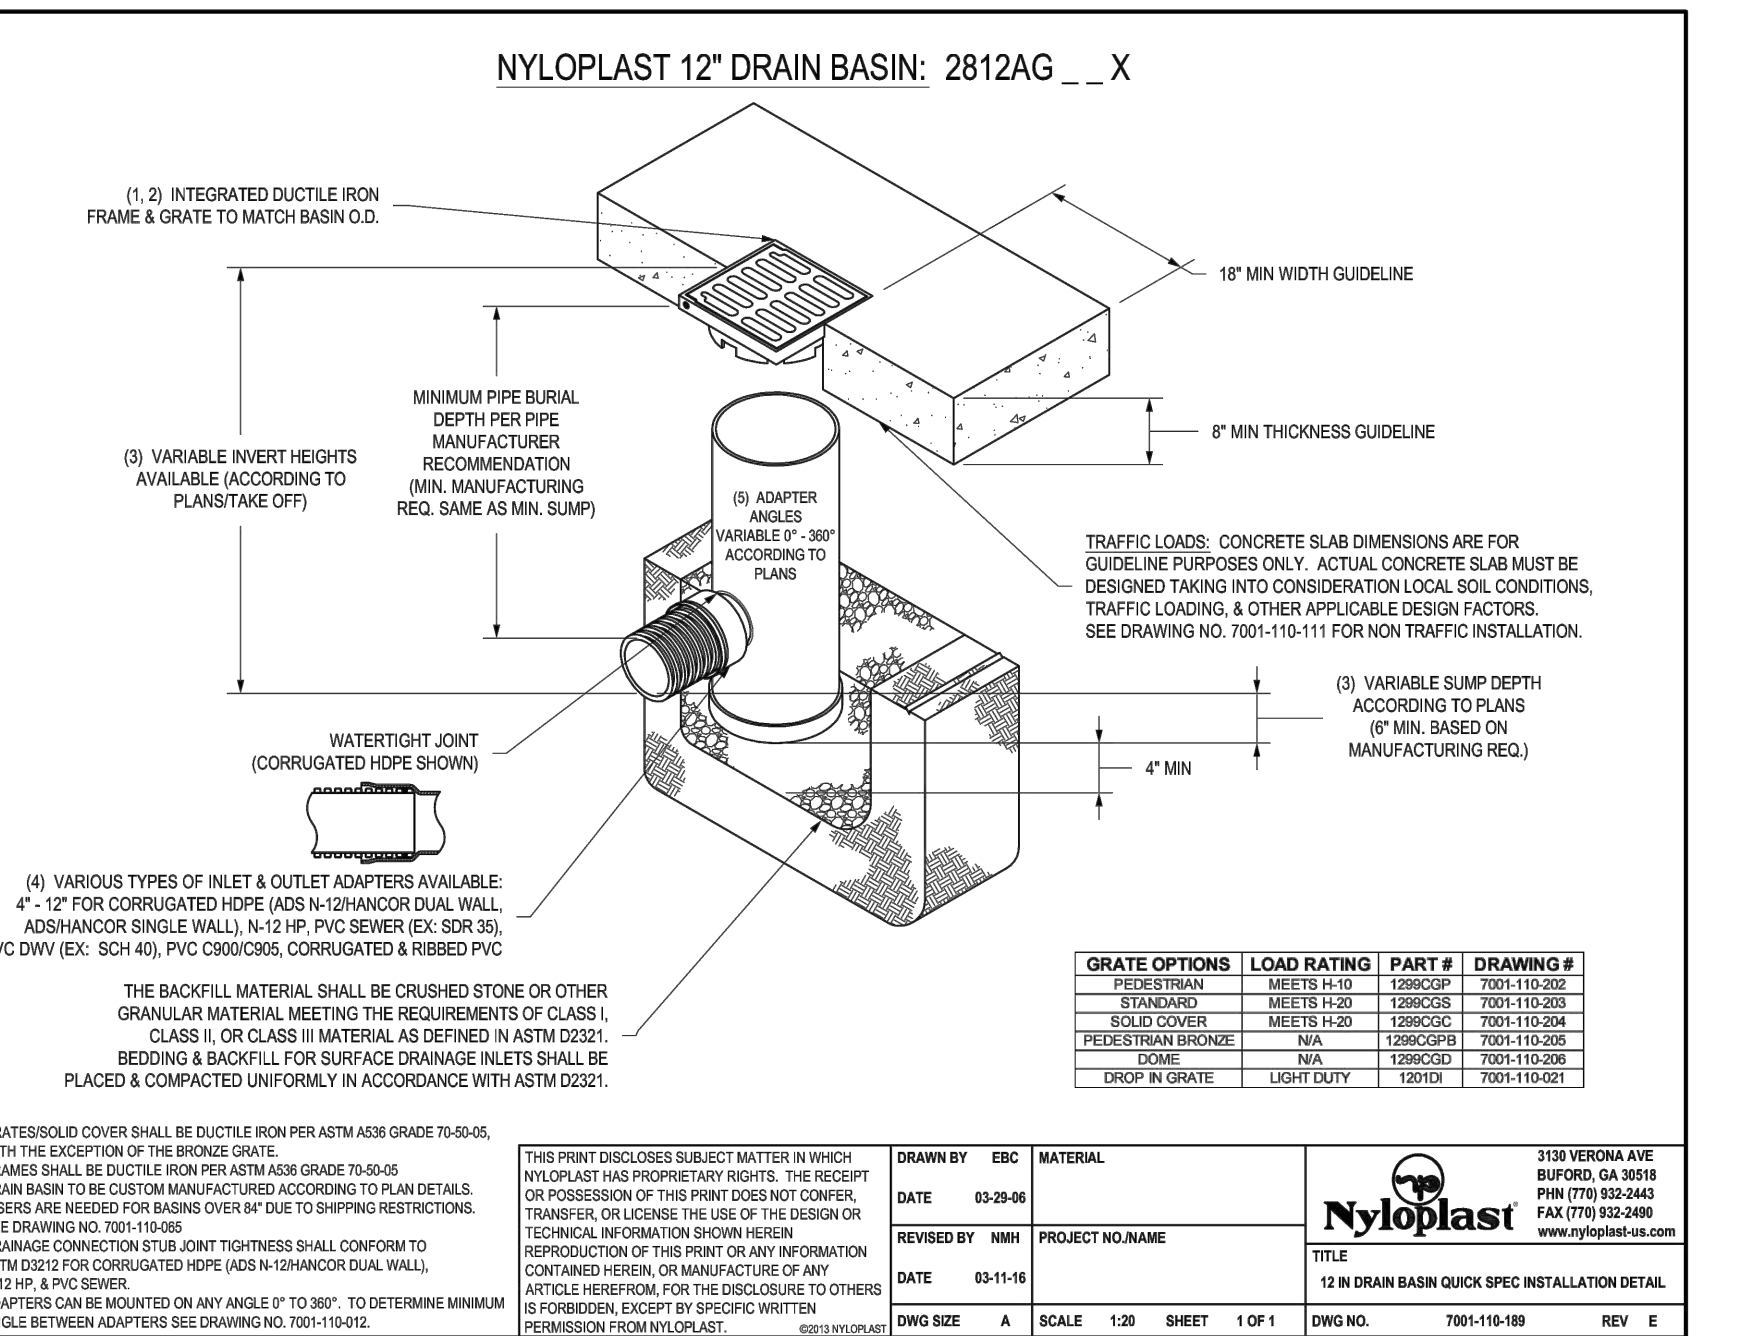 NYLOPLAST 12" DRAIN BASIN: 2812AG _ _ X
(1, 2) INTEGRATED DUCTILE IRON
FRAME & GRATE TO MATCH BASIN O.D.
18" MIN WIDTH GUIDELINE
MINIMUM PIPE BURIAL
DEPTH PER PIPE
MANUFACTURER
RECOMMENDATION
(MIN. MANUFACTURING
REQ. SAME AS MIN. SUMP)
8" MIN THICKNESS GUIDELINE
(3) VARIABLE INVERT HEIGHTS
AVAILABLE (ACCORDING TO
PLANS/TAKE OFF)
(5) ADAPTER
ANGLES
VARIABLE 0° - 360°
ACCORDING TO
PLANS
TRAFFIC LOADS: CONCRETE SLAB DIMENSIONS ARE FOR
GUIDELINE PURPOSES ONLY. ACTUAL CONCRETE SLAB MUST BE
DESIGNED TAKING INTO CONSIDERATION LOCAL SOIL CONDITIONS,
TRAFFIC LOADING, & OTHER APPLICABLE DESIGN FACTORS.
SEE DRAWING NO. 7001-110-111 FOR NON TRAFFIC INSTALLATION.
(3) VARIABLE SUMP DEPTH
ACCORDING TO PLANS
(6" MIN. BASED ON
MANUFACTURING REQ.)
4" MIN
WATERTIGHT JOINT
(CORRUGATED HDPE SHOWN)
(4) VARIOUS TYPES OF INLET & OUTLET ADAPTERS AVAILABLE:
4" - 12" FOR CORRUGATED HDPE (ADS N-12/HANCOR DUAL WALL,
ADS/HANCOR SINGLE WALL), N-12 HP, PVC SEWER (EX: SDR 35),
VC DWV (EX: SCH 40), PVC C900/C905, CORRUGATED & RIBBED PVC
THE BACKFILL MATERIAL SHALL BE CRUSHED STONE OR OTHER
GRANULAR MATERIAL MEETING THE REQUIREMENTS OF CLASS I,
CLASS II, OR CLASS III MATERIAL AS DEFINED IN ASTM D2321.
BEDDING & BACKFILL FOR SURFACE DRAINAGE INLETS SHALL BE
PLACED & COMPACTED UNIFORMLY IN ACCORDANCE WITH ASTM D2321.
GRATE OPTIONS LOAD RATING PART # DRAWING #
PEDESTRIAN MEETS H-10 1299CGP 7001-110-202
STANDARD MEETS H-20 1299CGS 7001-110-203
SOLID COVER MEETS H-20 1299CGC 7001-110-204
PEDESTRIAN BRONZE N/A 1299CGPB 7001-110-205
DOME N/A 1299CGD 7001-110-206
DROP IN GRATE LIGHT DUTY 1201DI 7001-110-021
RATES/SOLID COVER SHALL BE DUCTILE IRON PER ASTM A536 GRADE 70-50-05,
TH THE EXCEPTION OF THE BRONZE GRATE.
RAMES SHALL BE DUCTILE IRON PER ASTM A536 GRADE 70-50-05
RAIN BASIN TO BE CUSTOM MANUFACTURED ACCORDING TO PLAN DETAILS.
SERS ARE NEEDED FOR BASINS OVER 84" DUE TO SHIPPING RESTRICTIONS.
E DRAWING NO. 7001-110-065
RAINAGE CONNECTION STUB JOINT TIGHTNESS SHALL CONFORM TO
TM D3212 FOR CORRUGATED HDPE (ADS N-12/HANCOR DUAL WALL),
12 HP, & PVC SEWER.
APTERS CAN BE MOUNTED ON ANY ANGLE 0° TO 360°. TO DETERMINE MINIMUM
GLE BETWEEN ADAPTERS SEE DRAWING NO. 7001-110-012.
THIS PRINT DISCLOSES SUBJECT MATTER IN WHICH
NYLOPLAST HAS PROPRIETARY RIGHTS. THE RECEIPT
OR POSSESSION OF THIS PRINT DOES NOT CONFER,
TRANSFER, OR LICENSE THE USE OF THE DESIGN OR
TECHNICAL INFORMATION SHOWN HEREIN
REPRODUCTION OF THIS PRINT OR ANY INFORMATION
CONTAINED HEREIN, OR MANUFACTURE OF ANY
ARTICLE HEREFROM, FOR THE DISCLOSURE TO OTHERS
IS FORBIDDEN, EXCEPT BY SPECIFIC WRITTEN
PERMISSION FROM NYLOPLAST.
©2013 NYLOPLAST
DRAWN BY EBC
DATE 03-29-06
REVISED BY NMH
DATE 03-11-16
DWG SIZE A
MATERIAL
PROJECT NO./NAME
SCALE 1:20 SHEET 1 OF 1
Nyloplast
3130 VERONA AVE
BUFORD, GA 30518
PHN (770) 932-2443
FAX (770) 932-2490
www.nyloplast-us.com
TITLE
12 IN DRAIN BASIN QUICK SPEC INSTALLATION DETAIL
DWG NO. 7001-110-189 REV E